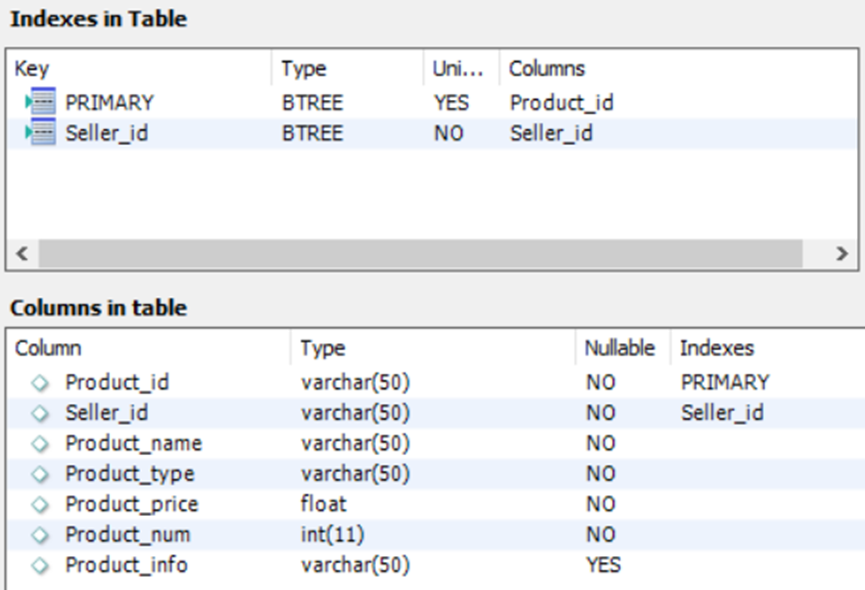 Indexes in Table
Key Type Uni... Columns
PRIMARY BTREE YES Product_id
Seller_id BTREE NO Seller_id
Columns in table
Column Type Nullable Indexes
Product_id varchar(50) NO PRIMARY
Seller_id varchar(50) NO Seller_id
Product_name varchar(50) NO
Product_type varchar(50) NO
Product_price float NO
Product_num int(11) NO
Product_info varchar(50) YES